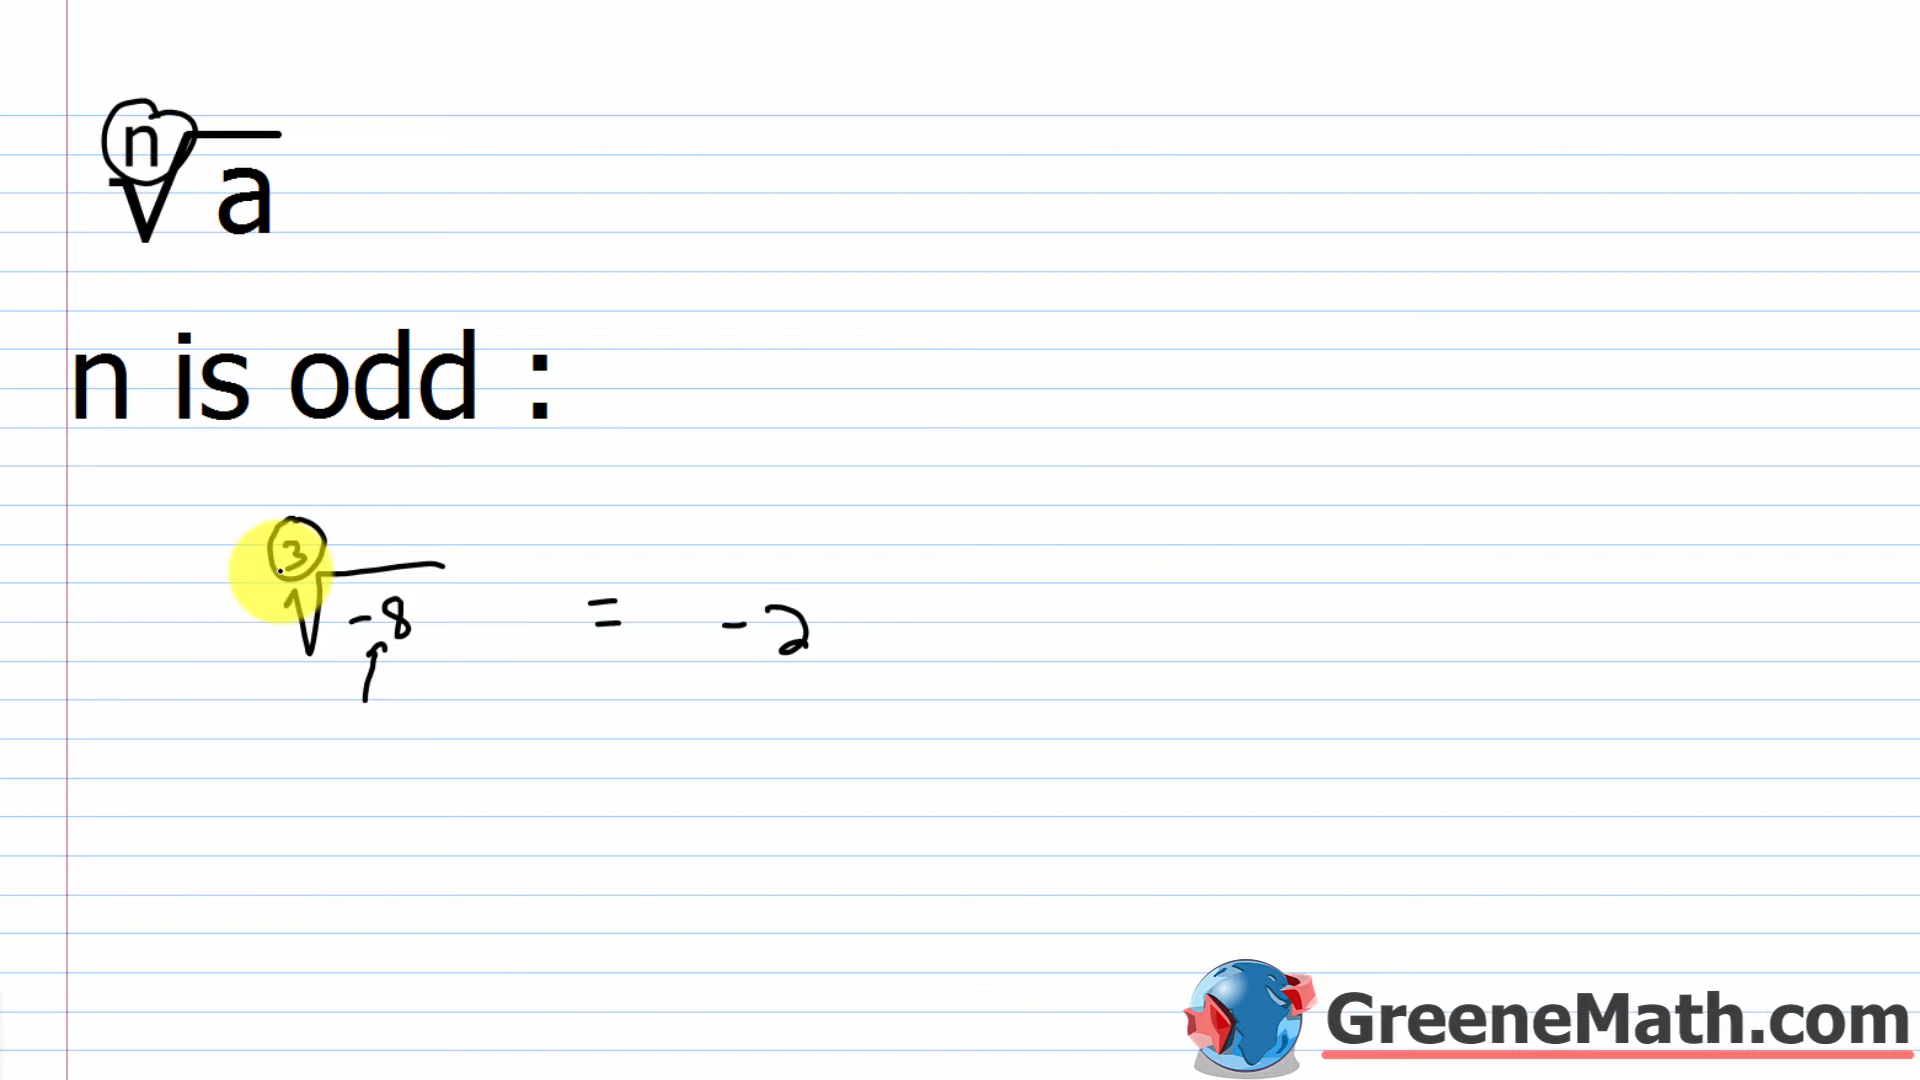 ⁿ√a
n is odd :
³√-8 = -2
GreeneMath.com